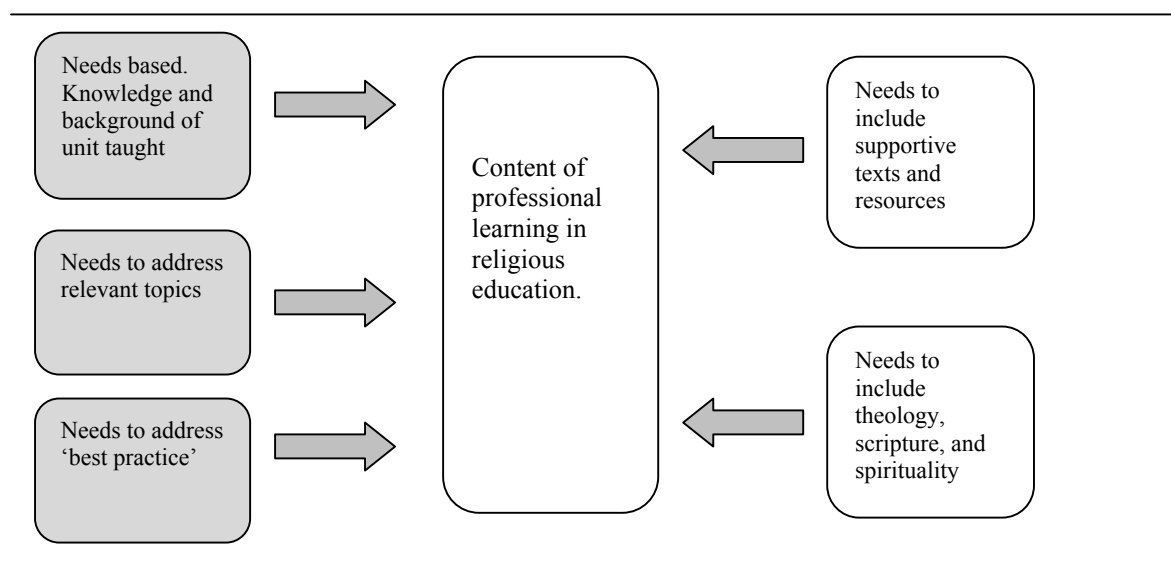 Needs based.
Knowledge and
background of
unit taught
Needs to address
relevant topics
Needs to address
‘best practice’
Content of
professional
learning in
religious
education.
Needs to
include
supportive
texts and
resources
Needs to
include
theology,
scripture, and
spirituality